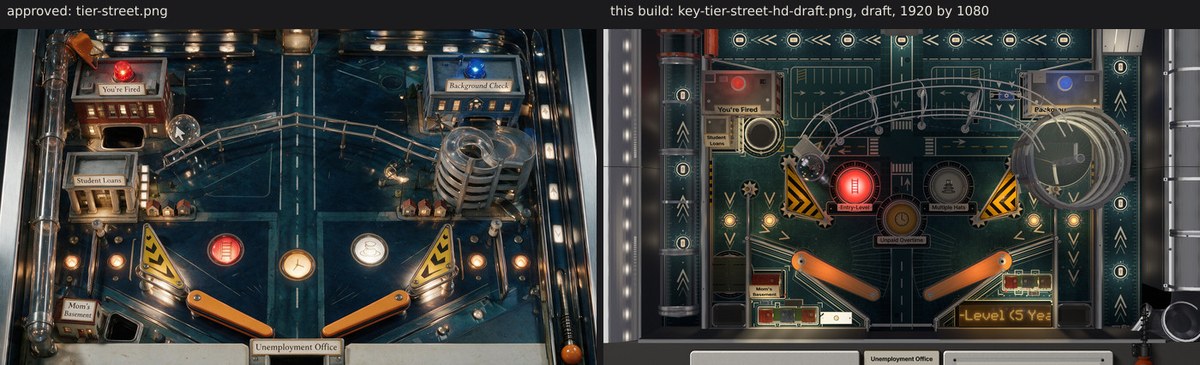 approved: tier-street.png
this build: key-tier-street-hd-draft.png, draft, 1920 by 1080
You're Fired
Background Check
Student Loans
Mom's
Basement
Unemployment Office
You're Fired
Student
Loans
Entry-Level
Multiple Hats
Unpaid Overtime
Mom's
Basement
-Level (5 Yea
Unemployment Office